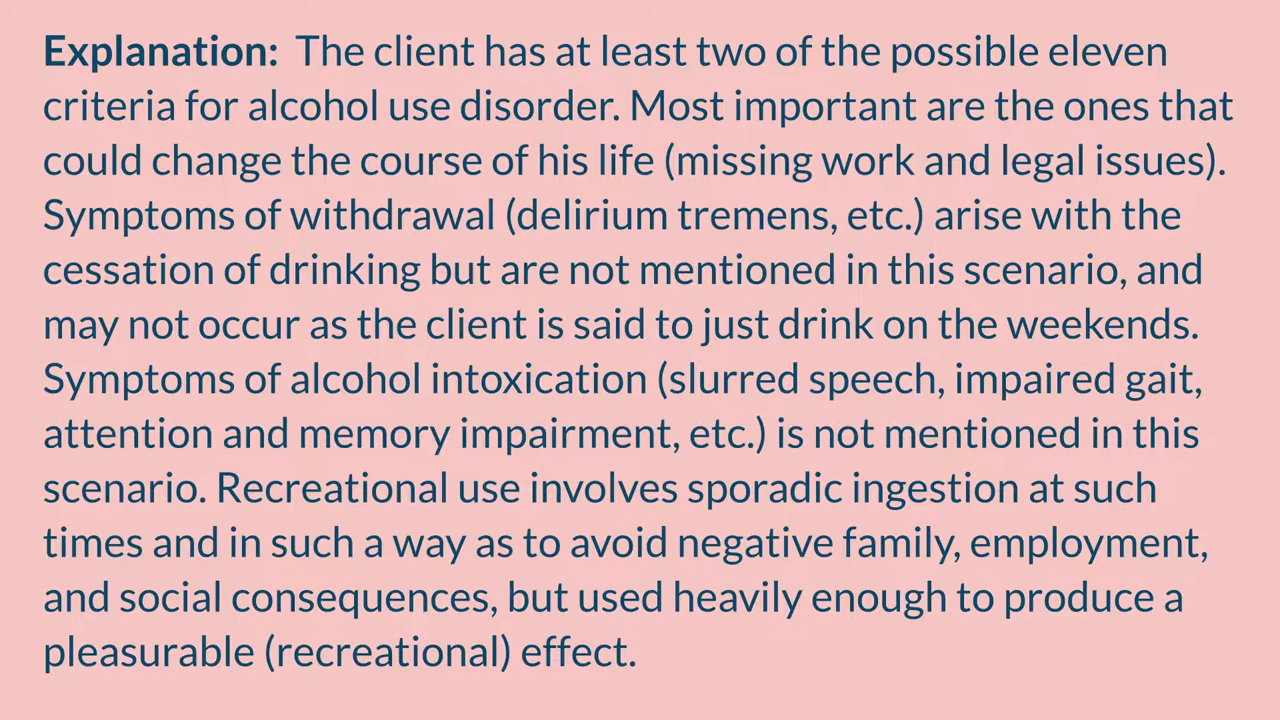 Explanation: The client has at least two of the possible eleven
criteria for alcohol use disorder. Most important are the ones that
could change the course of his life (missing work and legal issues).
Symptoms of withdrawal (delirium tremens, etc.) arise with the
cessation of drinking but are not mentioned in this scenario, and
may not occur as the client is said to just drink on the weekends.
Symptoms of alcohol intoxication (slurred speech, impaired gait,
attention and memory impairment, etc.) is not mentioned in this
scenario. Recreational use involves sporadic ingestion at such
times and in such a way as to avoid negative family, employment,
and social consequences, but used heavily enough to produce a
pleasurable (recreational) effect.